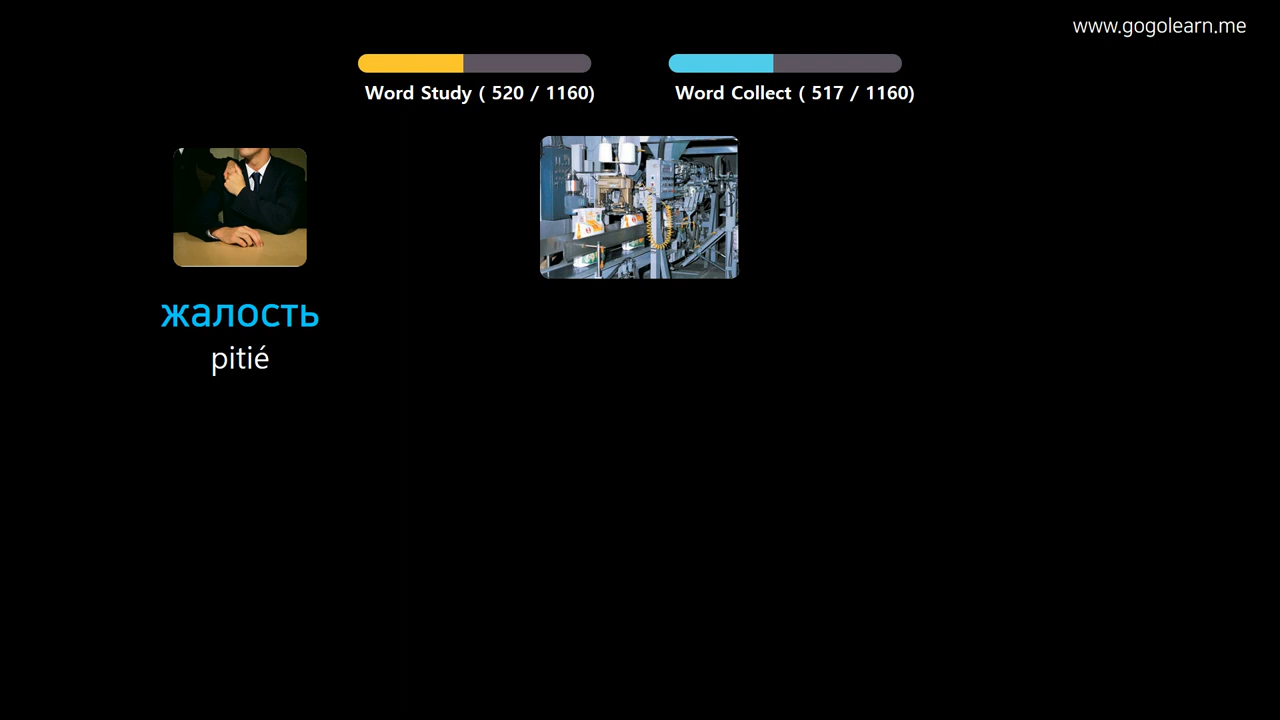 www.gogolearn.me
Word Study ( 520 / 1160)
Word Collect ( 517 / 1160)
жалость
pitié